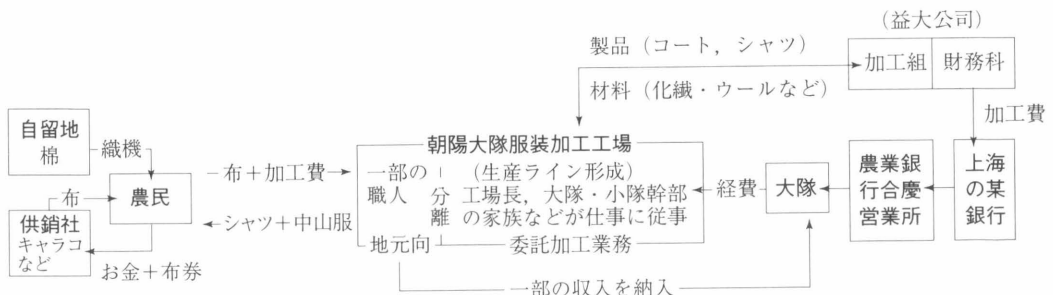 (益大公司)
製品(コート,シャツ)
加工組 財務科
材料(化繊・ウールなど)
加工費
自留地
棉
織機
布
農民
供銷社
キャラコ
など
お金+布券
布+加工費
シャツ+中山服
朝陽大隊服装加工工場
一部の (生産ライン形成)
職人 分 工場長,大隊・小隊幹部
離 の家族などが仕事に従事
地元向 委託加工業務
経費
大隊
農業銀
行合慶
営業所
上海
の某
銀行
一部の収入を納入